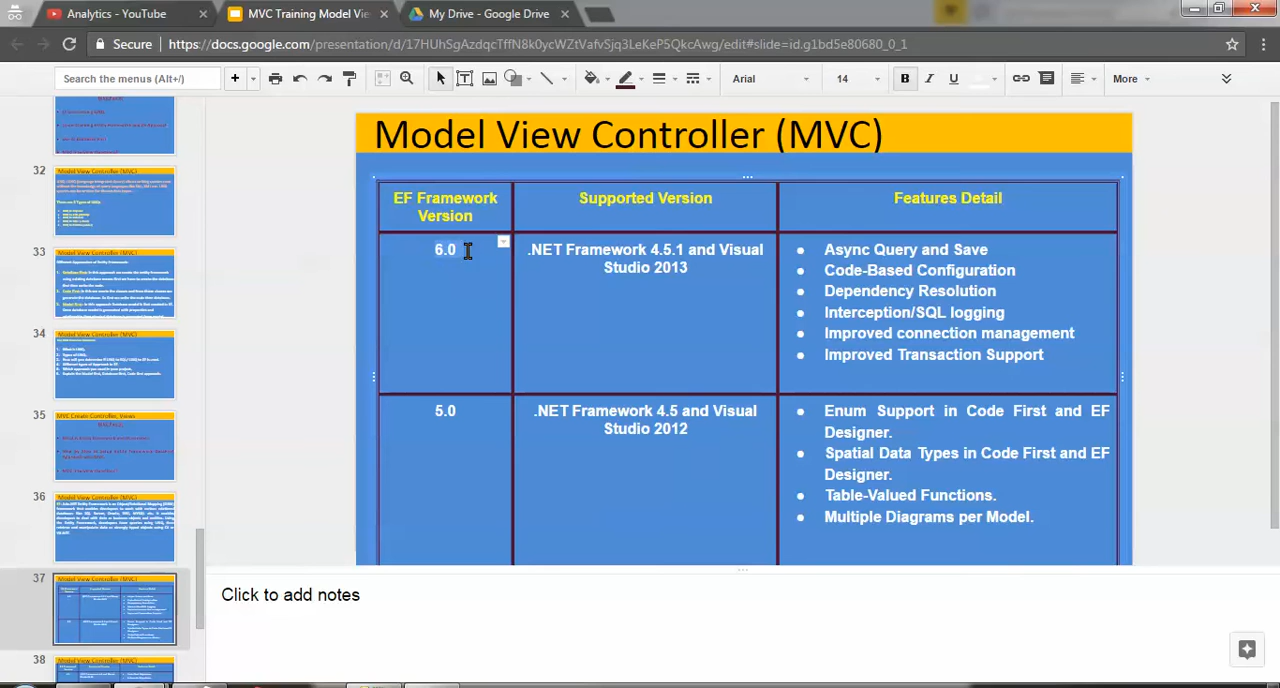 Analytics - YouTube
MVC Training Model Vie
My Drive - Google Drive
Secure
https://docs.google.com/presentation/d/17HUhSgAzdqcTffN8k0ycWZtVafvSjq3LeKePSQkcAwg/edit#slide=id.g1bd5e80680_0_1
Search the menus (Alt+/)
Arial
14
B
I
U
More
32
33
34
35
36
37
38
Model View Controller (MVC)
EF Framework
Version
Supported Version
Features Detail
6.0
.NET Framework 4.5.1 and Visual
Studio 2013
● Async Query and Save
● Code-Based Configuration
● Dependency Resolution
● Interception/SQL logging
● Improved connection management
● Improved Transaction Support
5.0
.NET Framework 4.5 and Visual
Studio 2012
● Enum Support in Code First and EF
Designer.
● Spatial Data Types in Code First and EF
Designer.
● Table-Valued Functions.
● Multiple Diagrams per Model.
Click to add notes